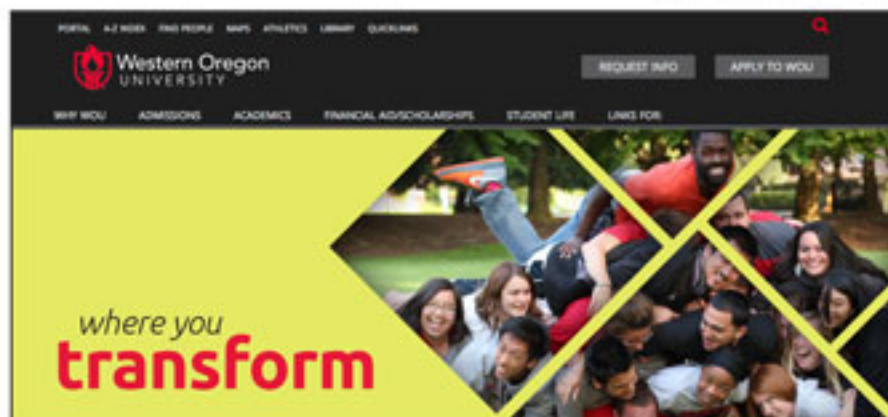 PORTAL A-Z INDEX FIND PEOPLE MAPS ATHLETICS LIBRARY QUICKLINKS
Western Oregon
UNIVERSITY
REQUEST INFO APPLY TO WOU
WHY WOU ADMISSIONS ACADEMICS FINANCIAL AID/SCHOLARSHIPS STUDENT LIFE LINKS FOR:
where you
transform